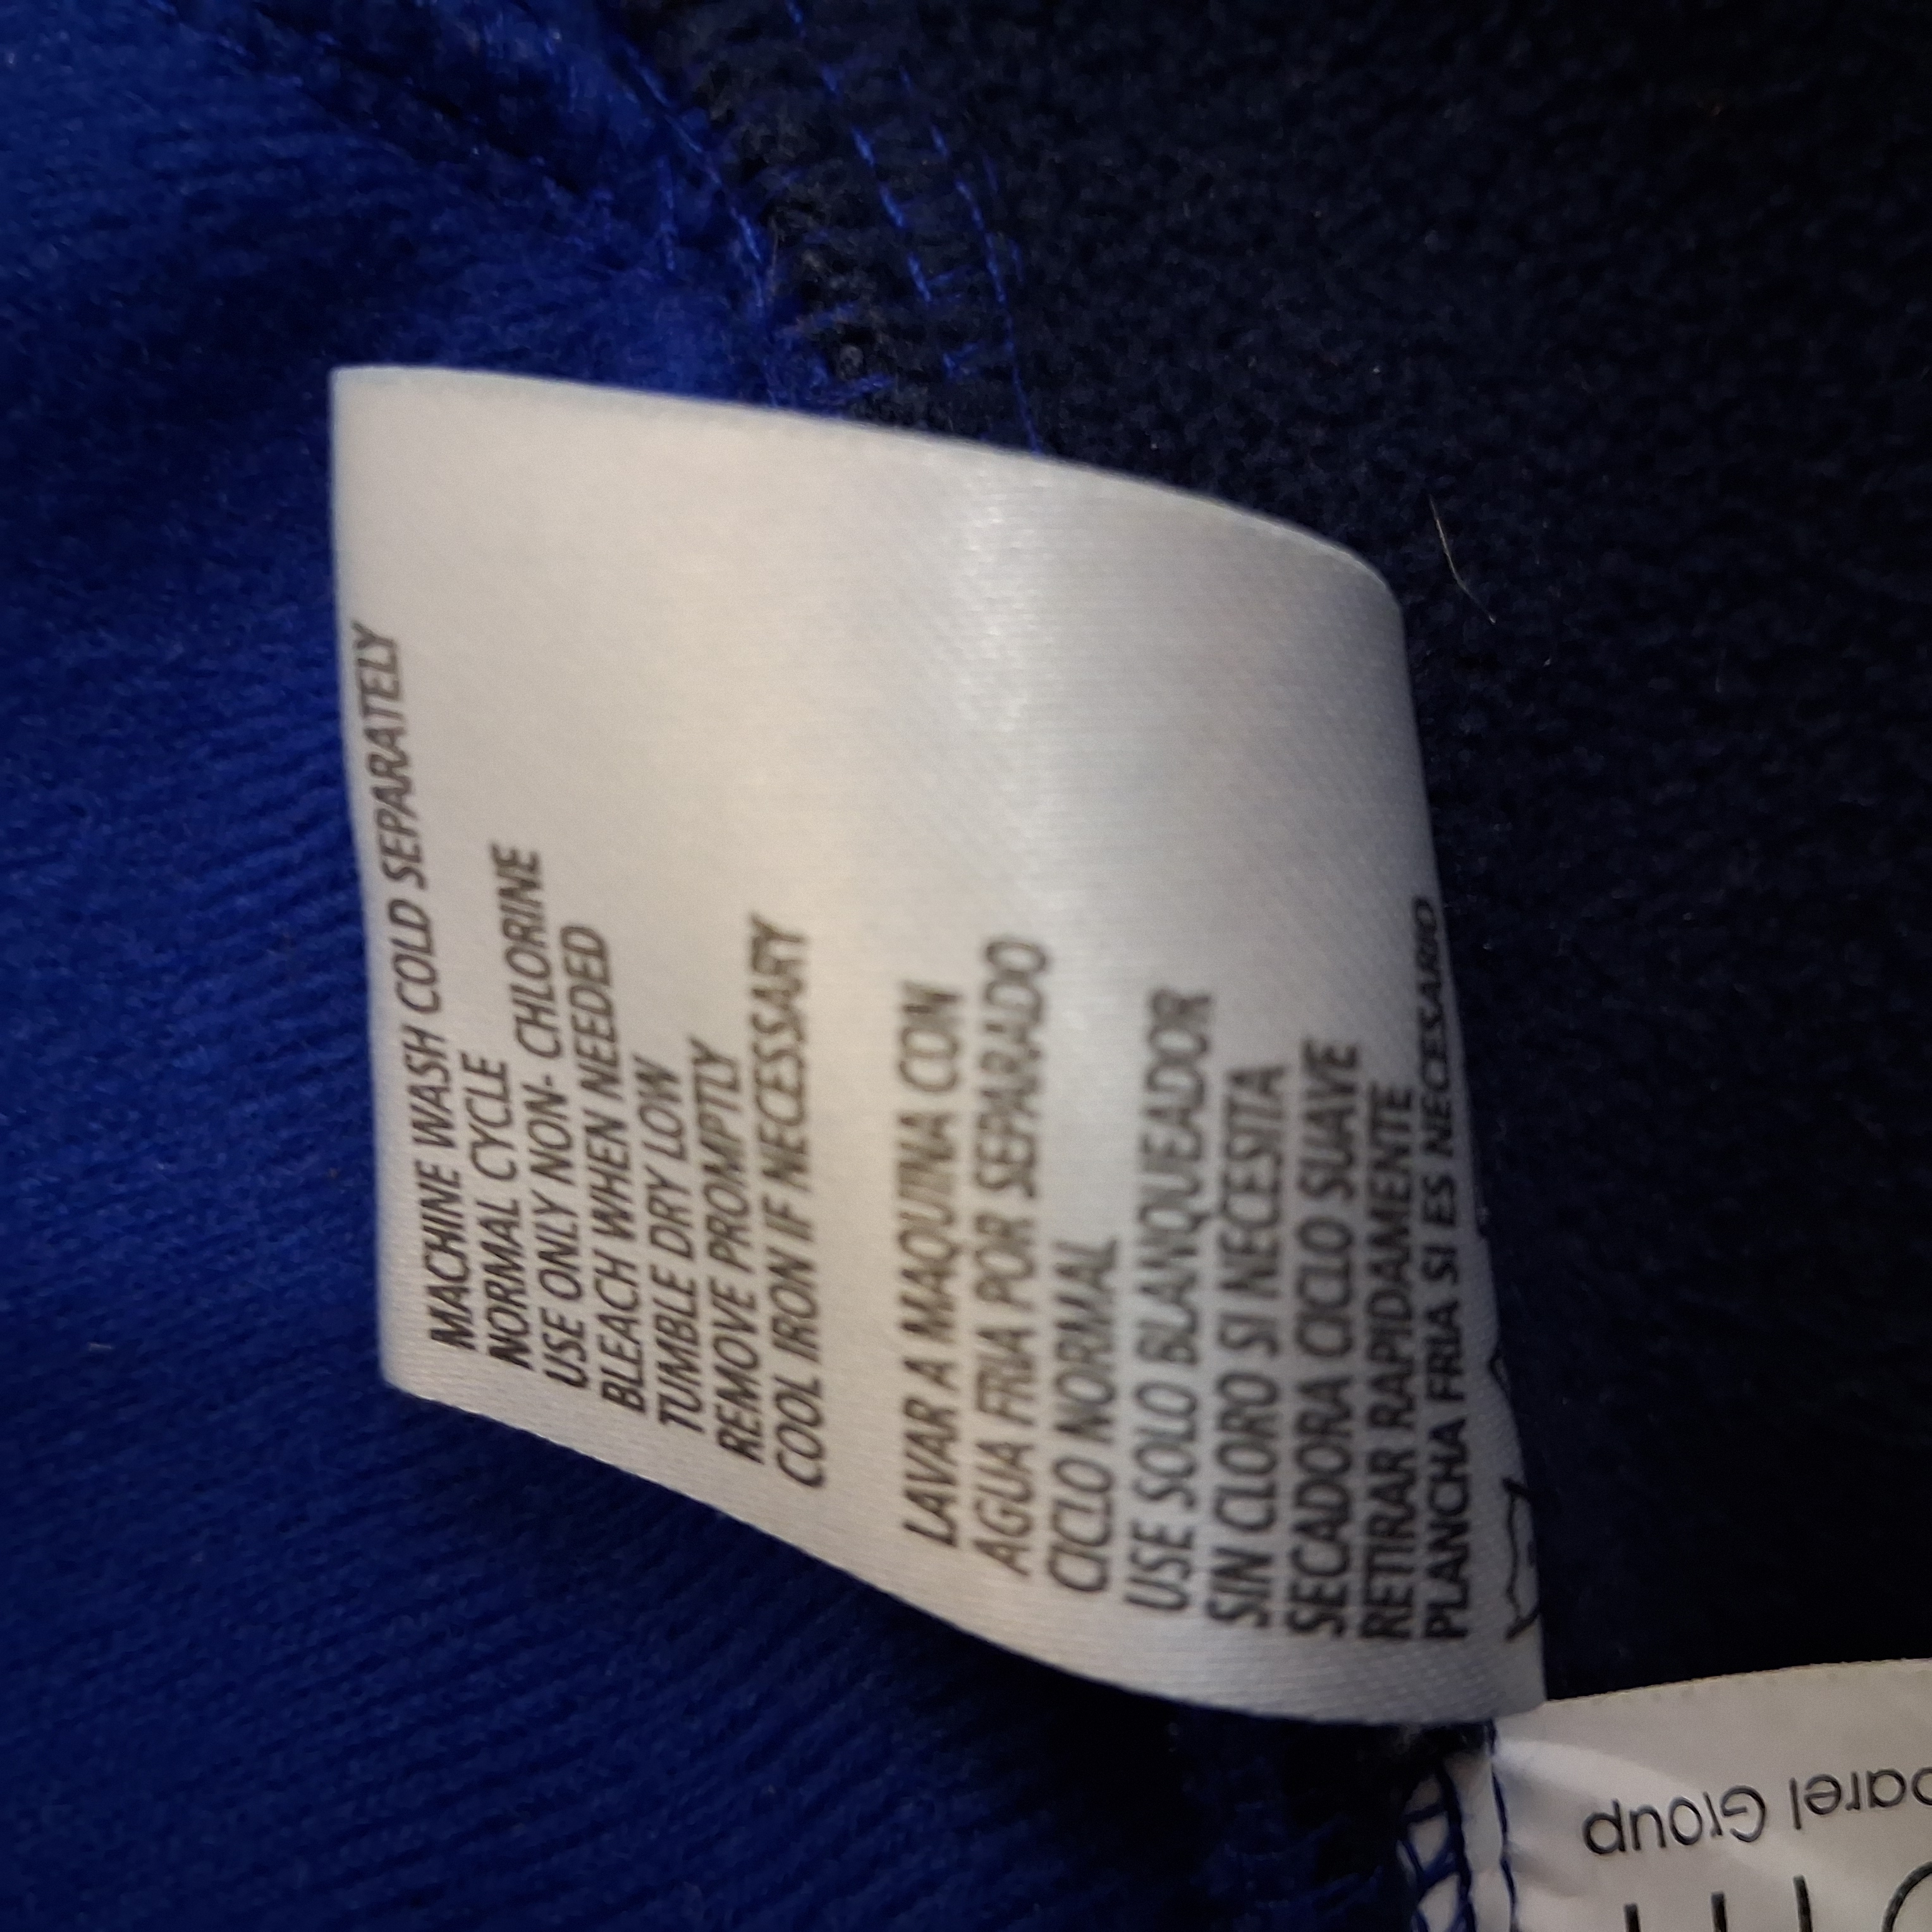 MACHINE WASH COLD SEPARATELY
NORMAL CYCLE
USE ONLY NON- CHLORINE
BLEACH WHEN NEEDED
TUMBLE DRY LOW
REMOVE PROMPTLY
COOL IRON IF NECESSARY
LAVAR A MAQUINA CON
AGUA FRIA POR SEPARADO
CICLO NORMAL
USE SOLO BLANQUEADOR
SIN CLORO SI NECESITA
SECADORA CICLO SUAVE
RETIRAR RAPIDAMENTE
PLANCHA FRIA SI ES NECESARIO
Group